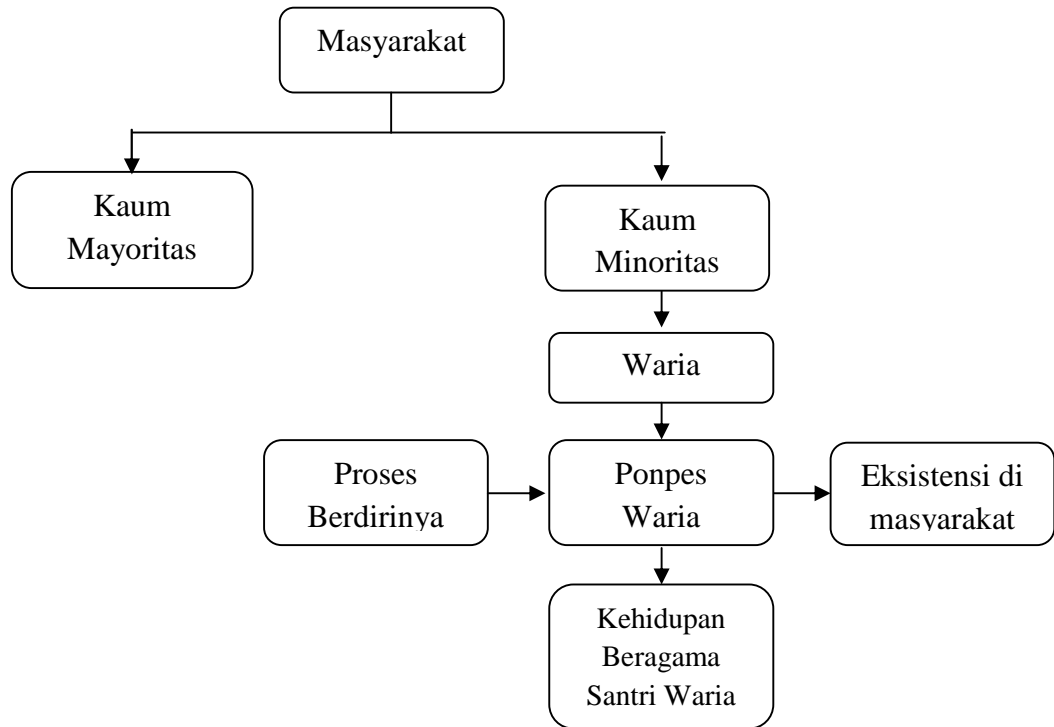 Masyarakat
Kaum
Mayoritas
Kaum
Minoritas
Waria
Proses
Berdirinya
Ponpes
Waria
Eksistensi di
masyarakat
Kehidupan
Beragama
Santri Waria